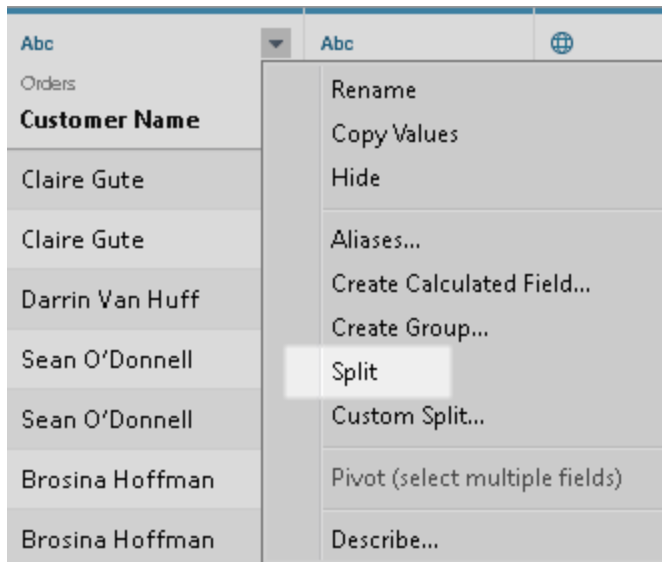 Abc
Abc
Orders
Customer Name
Claire Gute
Claire Gute
Darrin Van Huff
Sean O'Donnell
Sean O'Donnell
Brosina Hoffman
Brosina Hoffman
Rename
Copy Values
Hide
Aliases...
Create Calculated Field...
Create Group...
Split
Custom Split...
Pivot (select multiple fields)
Describe...